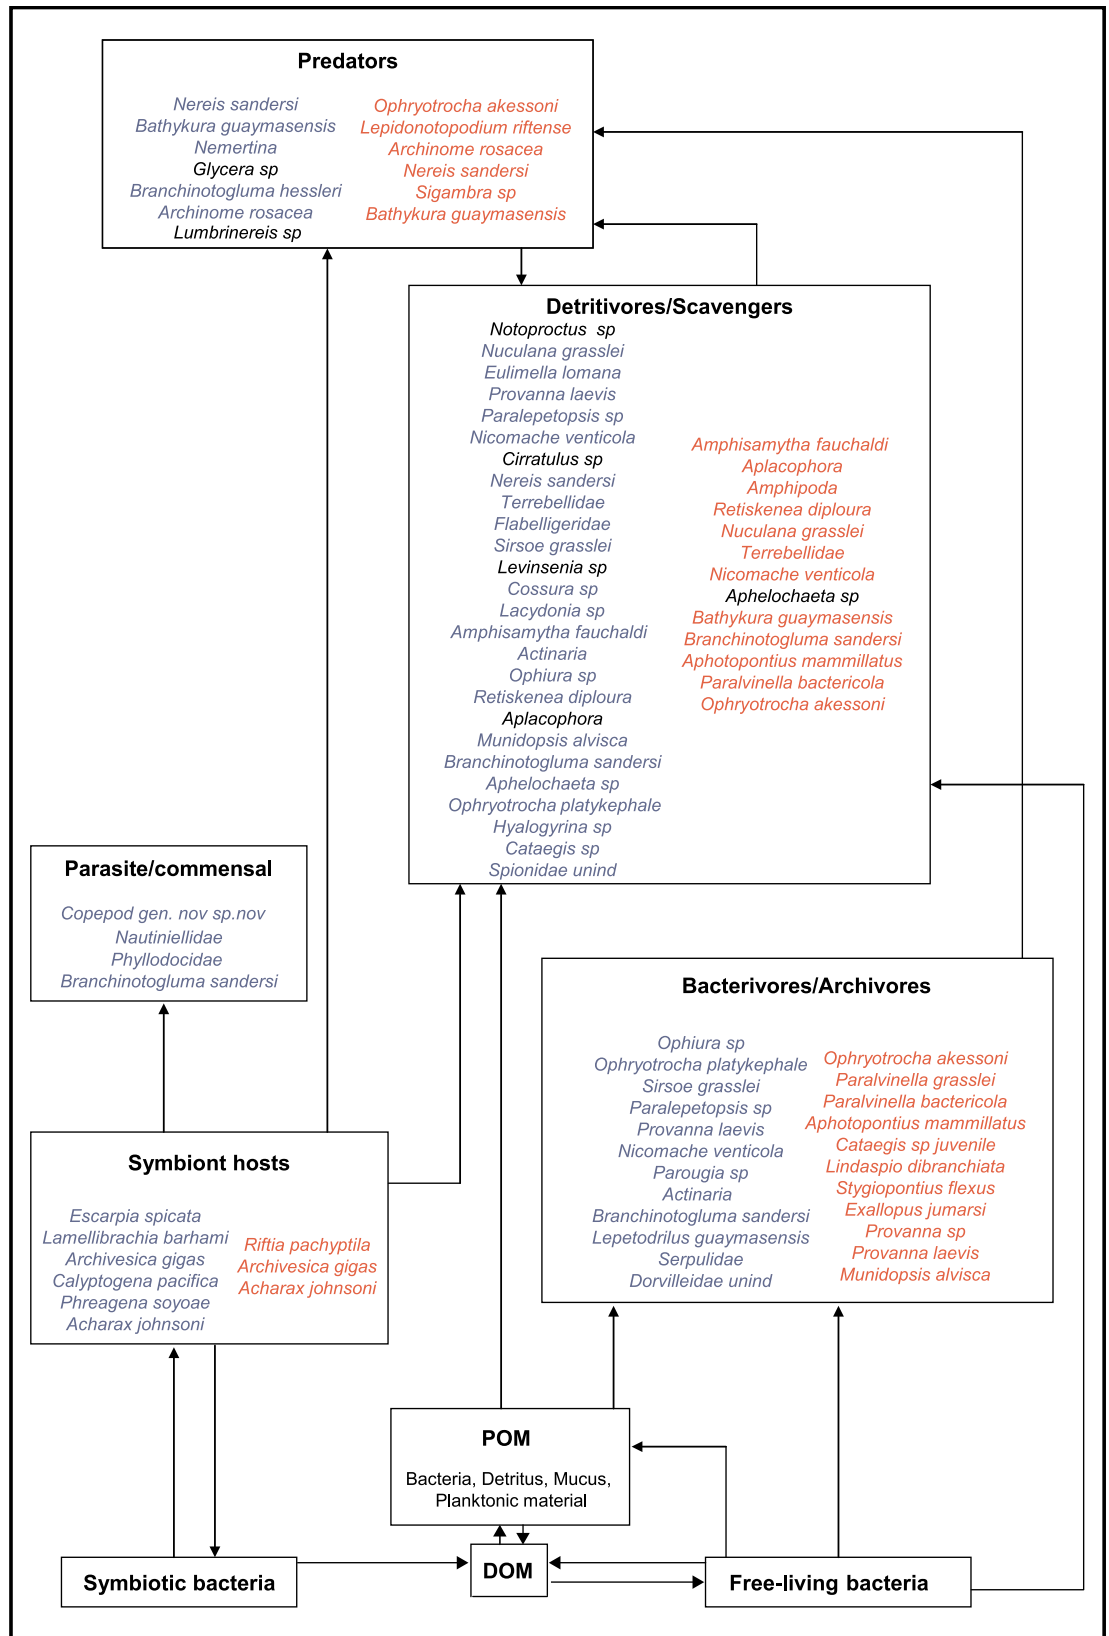 Predators
Nereis sandersi
Bathykura guaymasensis
Nemertina
Glycera sp
Branchinotogluma hessleri
Archinome rosacea
Lumbrinereis sp
Ophryotrocha akessoni
Lepidonotopodium riftense
Archinome rosacea
Nereis sandersi
Sigambra sp
Bathykura guaymasensis
Detritivores/Scavengers
Notoproctus sp
Nuculana grasslei
Eulimella lomana
Provanna laevis
Paralepetopsis sp
Nicomache venticola
Cirratulus sp
Nereis sandersi
Terrebellidae
Flabelligeridae
Sirsoe grasslei
Levinsenia sp
Cossura sp
Lacydonia sp
Amphisamytha fauchaldi
Actinaria
Ophiura sp
Retiskenea diploura
Aplacophora
Munidopsis alvisca
Branchinotogluma sandersi
Aphelochaeta sp
Ophryotrocha platykephale
Hyalogyrina sp
Cataegis sp
Spionidae unind
Amphisamytha fauchaldi
Aplacophora
Amphipoda
Retiskenea diploura
Nuculana grasslei
Terrebellidae
Nicomache venticola
Aphelochaeta sp
Bathykura guaymasensis
Branchinotogluma sandersi
Aphotopontius mammillatus
Paralvinella bactericola
Ophryotrocha akessoni
Parasite/commensal
Copepod gen. nov sp.nov
Nautiniellidae
Phyllodocidae
Branchinotogluma sandersi
Bacterivores/Archivores
Ophiura sp
Ophryotrocha platykephale
Sirsoe grasslei
Paralepetopsis sp
Provanna laevis
Nicomache venticola
Parougia sp
Actinaria
Branchinotogluma sandersi
Lepetodrilus guaymasensis
Serpulidae
Dorvilleidae unind
Ophryotrocha akessoni
Paralvinella grasslei
Paralvinella bactericola
Aphotopontius mammillatus
Cataegis sp juvenile
Lindaspio dibranchiata
Stygiopontius flexus
Exallopus jumarsi
Provanna sp
Provanna laevis
Munidopsis alvisca
Symbiont hosts
Escarpia spicata
Lamellibrachia barhami
Archivesica gigas
Calyptogena pacifica
Phreagena soyoae
Acharax johnsoni
Riftia pachyptila
Archivesica gigas
Acharax johnsoni
POM
Bacteria, Detritus, Mucus,
Planktonic material
Symbiotic bacteria
DOM
Free-living bacteria